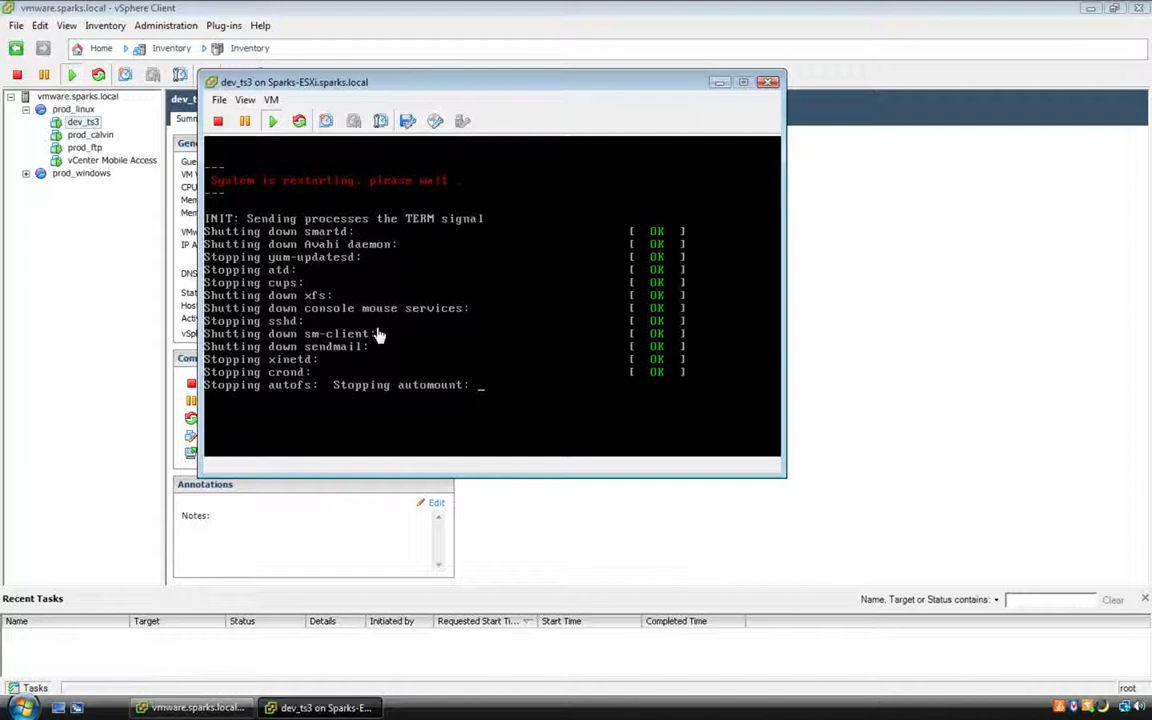 vmware.sparks.local - vSphere Client
File Edit View Inventory Administration Plug-ins Help
Home Inventory Inventory
vmware.sparks.local
prod_linux
dev_ts3
prod_calvin
prod_ftp
vCenter Mobile Access
prod_windows
dev_ts3 on Sparks-ESXi.sparks.local
File View VM
---
System is restarting, please wait .
---
INIT: Sending processes the TERM signal
Shutting down smartd: [ OK ]
Shutting down Avahi daemon: [ OK ]
Stopping yum-updatesd: [ OK ]
Stopping atd: [ OK ]
Stopping cups: [ OK ]
Shutting down xfs: [ OK ]
Shutting down console mouse services: [ OK ]
Stopping sshd: [ OK ]
Shutting down sm-client: [ OK ]
Shutting down sendmail: [ OK ]
Stopping xinetd: [ OK ]
Stopping crond: [ OK ]
Stopping autofs: Stopping automount: _
Annotations
Edit
Notes:
Recent Tasks
Name, Target or Status contains: Clear
Name Target Status Details Initiated by Requested Start Ti... Start Time Completed Time
Tasks root
vmware.sparks.local... dev_ts3 on Sparks-E...